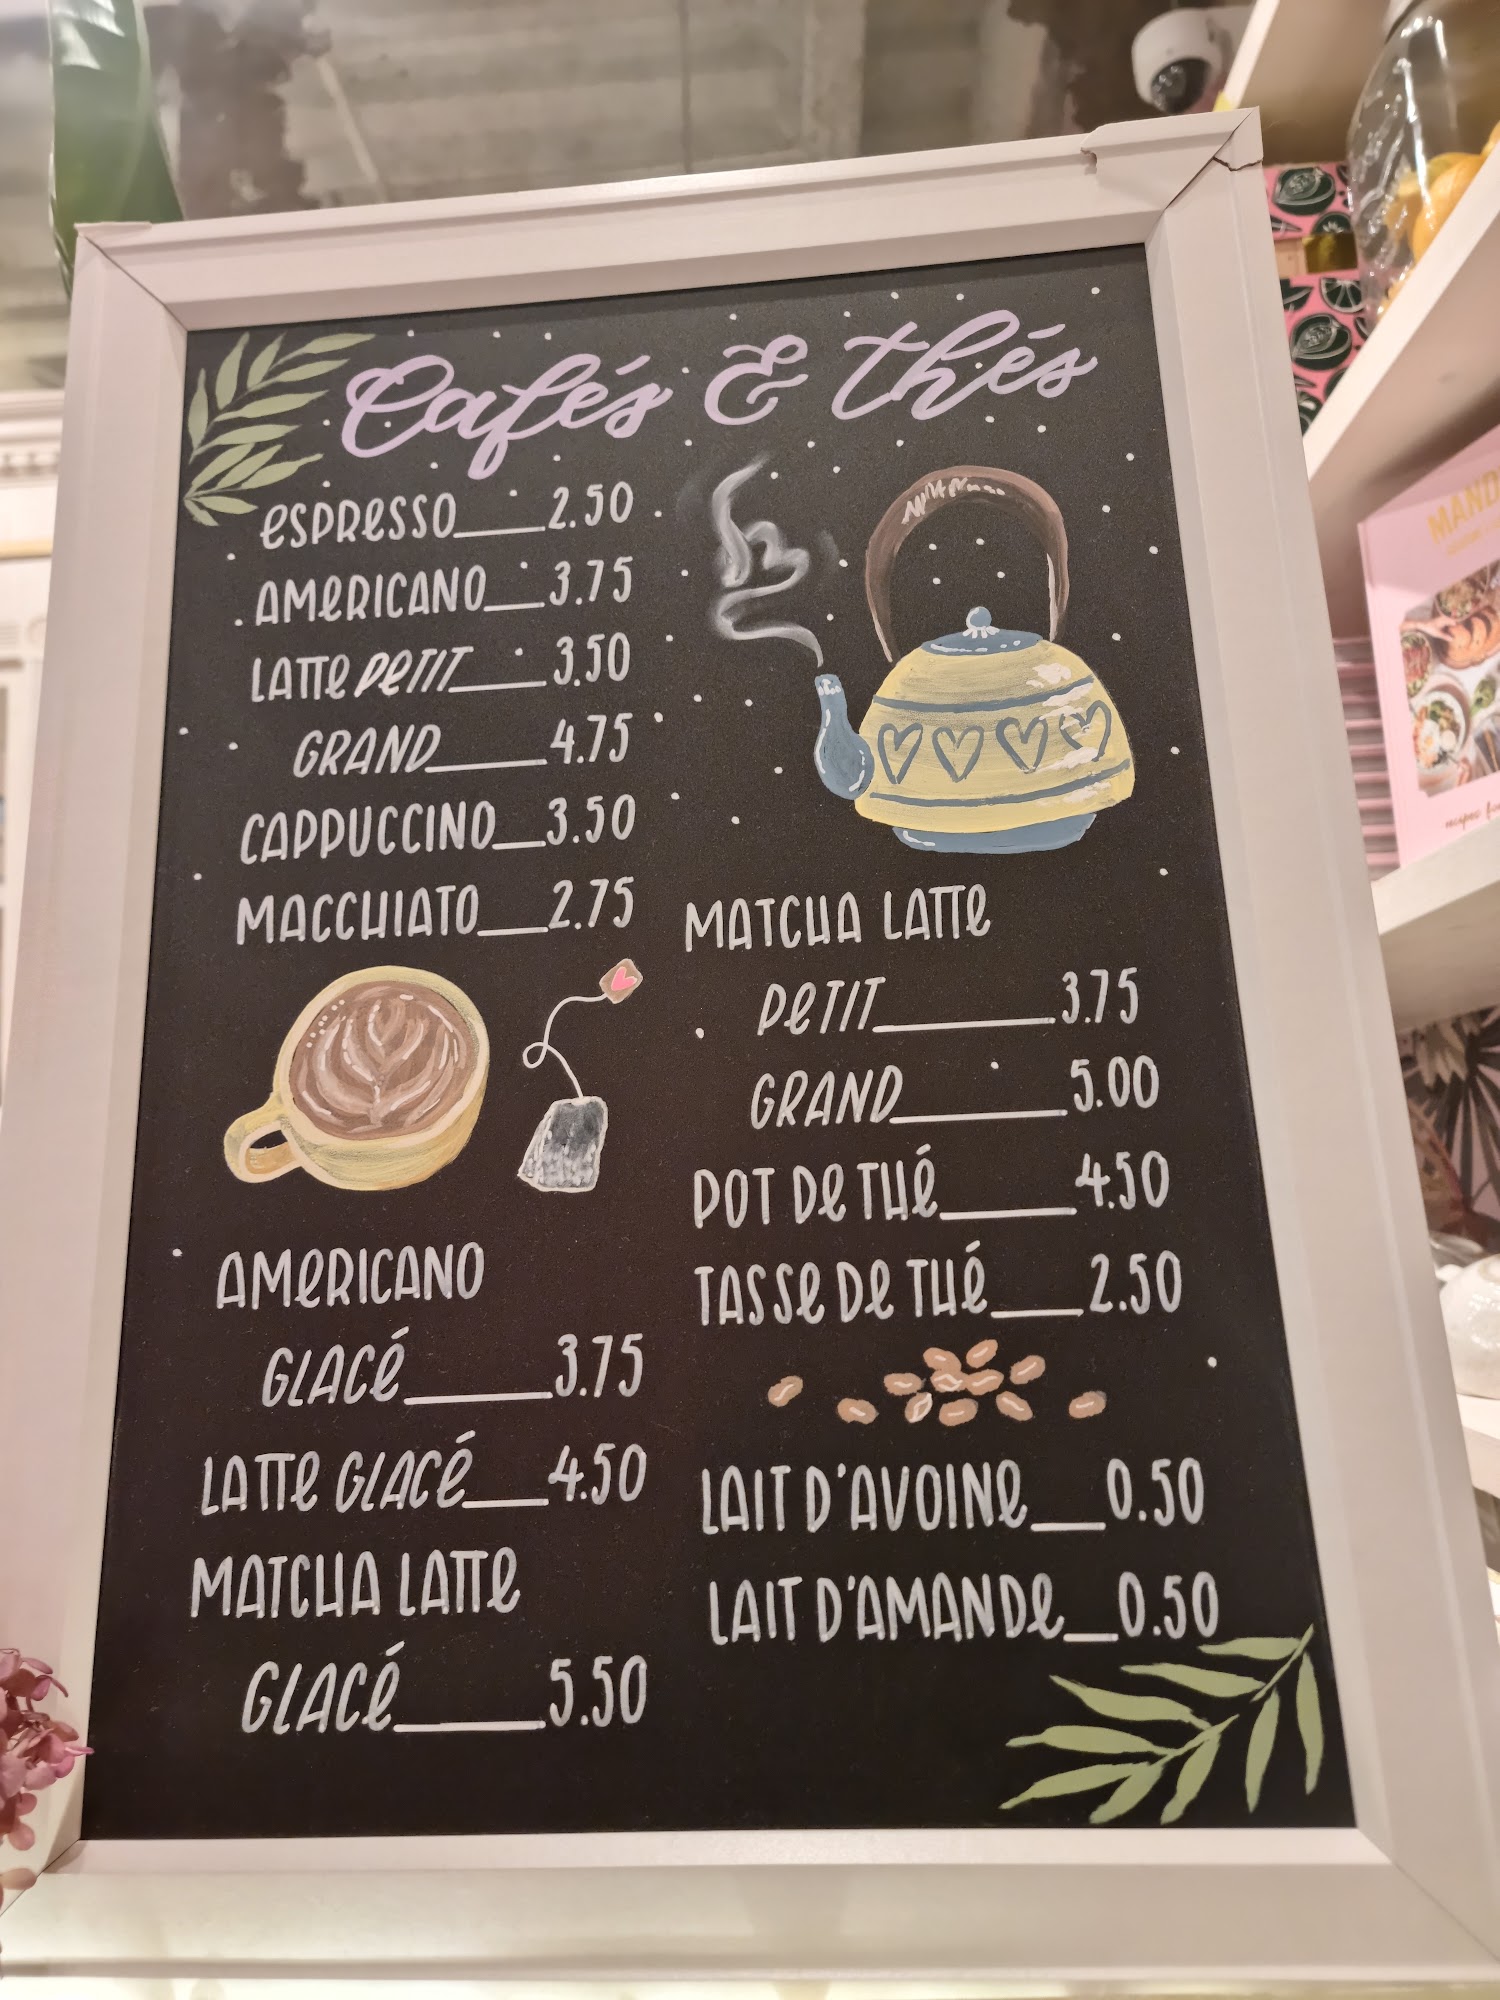 Cafés & thés
ESPRESSO 2.50
AMERICANO 3.75
LATTE PETIT 3.50
GRAND 4.75
CAPPUCCINO 3.50
MACCHIATO 2.75
AMERICANO
GLACÉ 3.75
LATTE GLACÉ 4.50
MATCHA LATTE
GLACÉ 5.50
MATCHA LATTE
PETIT 3.75
GRAND 5.00
POT DE THÉ 4.50
TASSE DE THÉ 2.50
LAIT D'AVOINE 0.50
LAIT D'AMANDE 0.50
MAND